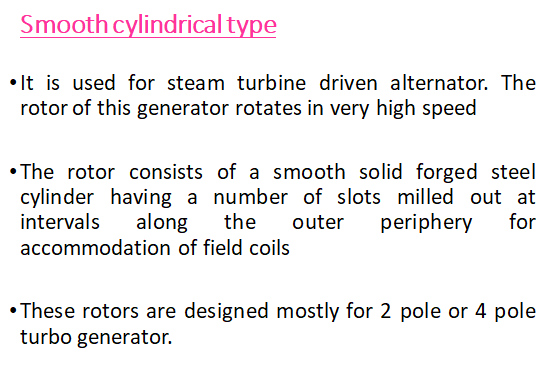 Smooth cylindrical type
•It is used for steam turbine driven alternator. The
rotor of this generator rotates in very high speed
•The rotor consists of a smooth solid forged steel
cylinder having a number of slots milled out at
intervals along the outer periphery for
accommodation of field coils
•These rotors are designed mostly for 2 pole or 4 pole
turbo generator.